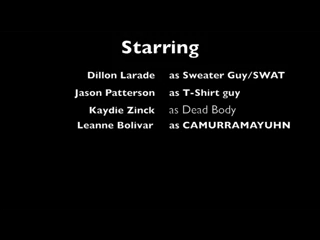 Starring
Dillon Larade as Sweater Guy/SWAT
Jason Patterson as T-Shirt guy
Kaydie Zinck as Dead Body
Leanne Bolivar as CAMURRAMAYUHN